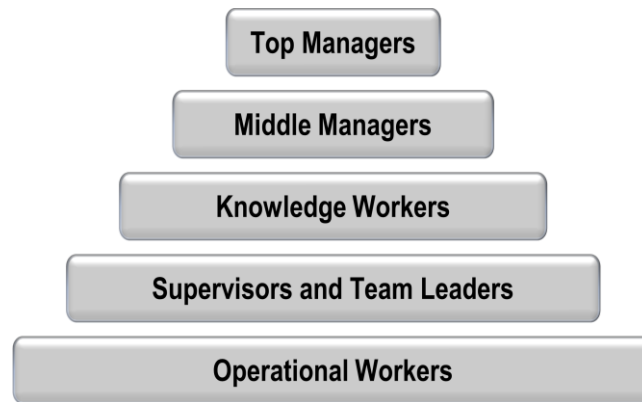 Top Managers
Middle Managers
Knowledge Workers
Supervisors and Team Leaders
Operational Workers